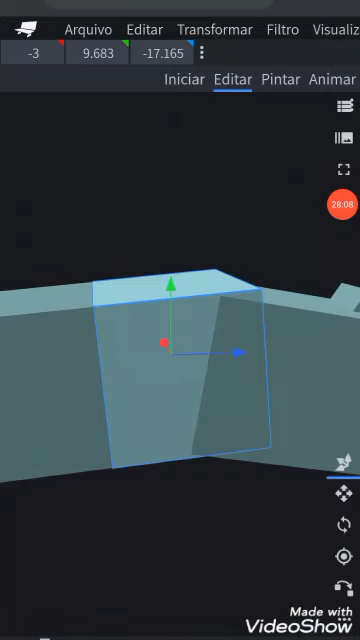 Arquivo Editar Transformar Filtro Visualiz
-3 9.683 -17.165
Iniciar Editar Pintar Animar
28:08
Made with
VideoShow